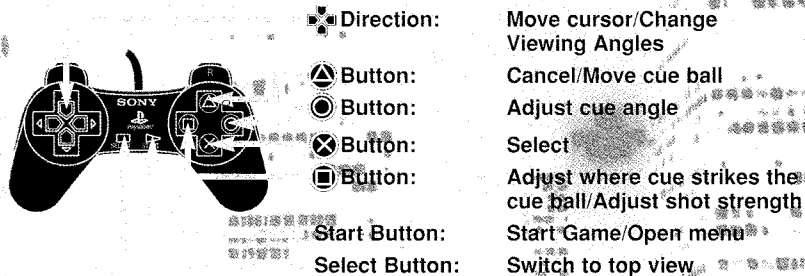 Direction: Move cursor/Change
Viewing Angles
Button: Cancel/Move cue ball
Button: Adjust cue angle
Button: Select
Button: Adjust where cue strikes the
cue ball/Adjust shot strength
Start Button: Start Game/Open menu
Select Button: Switch to top view
R
SONY
PlayStation